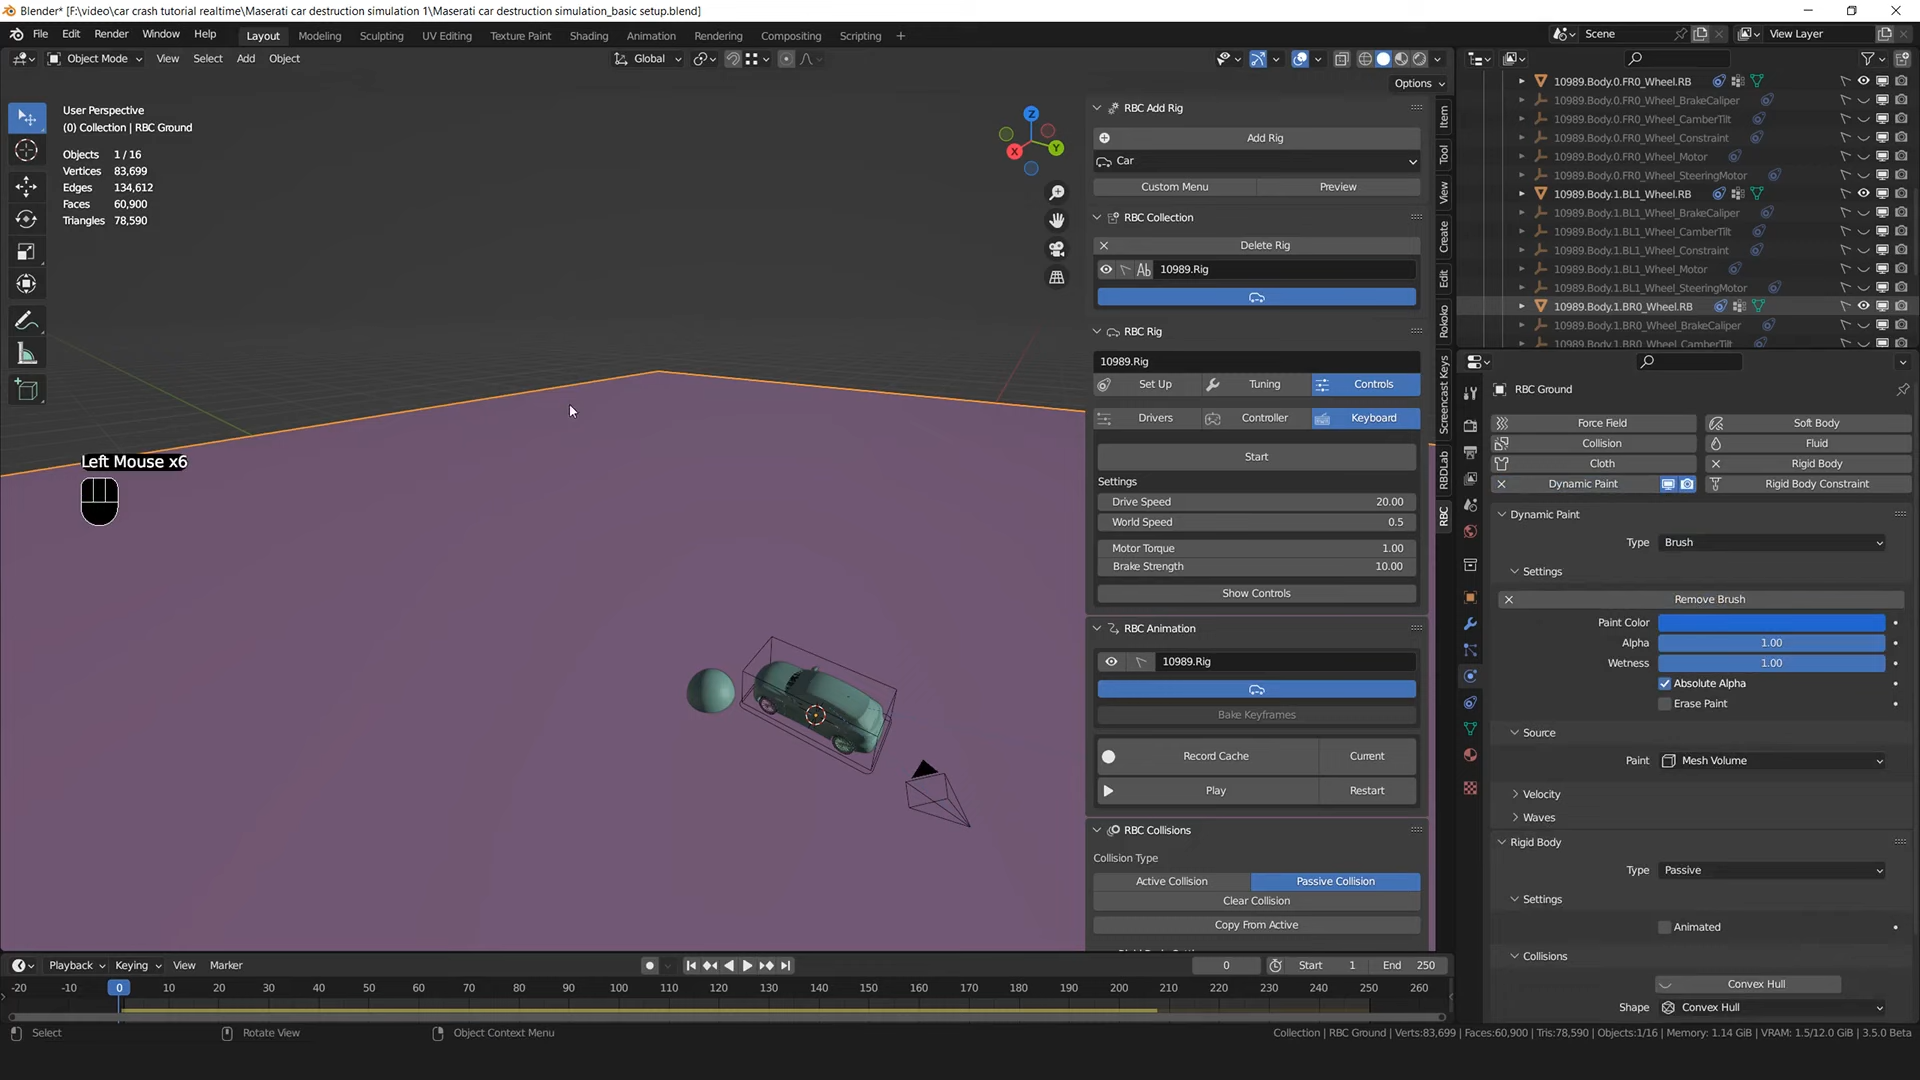 Blender* [F:\video\car crash tutorial realtime\Maserati car destruction simulation 1\Maserati car destruction simulation_basic setup.blend]
File Edit Render Window Help Layout Modeling Sculpting UV Editing Texture Paint Shading Animation Rendering Compositing Scripting Scene View Layer
Object Mode View Select Add Object Global
Options
User Perspective
(0) Collection | RBC Ground
Objects 1 / 16
Vertices 83,699
Edges 134,612
Faces 60,900
Triangles 78,590
Z
X
Y
Left Mouse x6
RBC Add Rig
Add Rig
Car
Custom Menu Preview
RBC Collection
Delete Rig
Ab 10989.Rig
RBC Rig
10989.Rig
Set Up Tuning Controls
Drivers Controller Keyboard
Start
Settings
Drive Speed 20.00
World Speed 0.5
Motor Torque 1.00
Brake Strength 10.00
Show Controls
RBC Animation
10989.Rig
Bake Keyframes
Record Cache Current
Play Restart
RBC Collisions
Collision Type
Active Collision Passive Collision
Clear Collision
Copy From Active
Item
Tool
View
Create
Edit
Rokoko
Screencast Keys
RBDLab
RBC
10989.Body.0.FR0_Wheel.RB
10989.Body.0.FR0_Wheel_BrakeCaliper
10989.Body.0.FR0_Wheel_CamberTilt
10989.Body.0.FR0_Wheel_Constraint
10989.Body.0.FR0_Wheel_Motor
10989.Body.0.FR0_Wheel_SteeringMotor
10989.Body.1.BL1_Wheel.RB
10989.Body.1.BL1_Wheel_BrakeCaliper
10989.Body.1.BL1_Wheel_CamberTilt
10989.Body.1.BL1_Wheel_Constraint
10989.Body.1.BL1_Wheel_Motor
10989.Body.1.BL1_Wheel_SteeringMotor
10989.Body.1.BR0_Wheel.RB
10989.Body.1.BR0_Wheel_BrakeCaliper
10989.Body.1.BR0_Wheel_CamberTilt
RBC Ground
Force Field Soft Body
Collision Fluid
Cloth Rigid Body
Dynamic Paint Rigid Body Constraint
Dynamic Paint
Type Brush
Settings
Remove Brush
Paint Color
Alpha 1.00
Wetness 1.00
Absolute Alpha
Erase Paint
Source
Paint Mesh Volume
Velocity
Waves
Rigid Body
Type Passive
Settings
Animated
Collisions
Convex Hull
Shape Convex Hull
Playback Keying View Marker 0 Start 1 End 250
-20 -10 0 10 20 30 40 50 60 70 80 90 100 110 120 130 140 150 160 170 180 190 200 210 220 230 240 250 260
Select Rotate View Object Context Menu Collection | RBC Ground | Verts:83,699 | Faces:60,900 | Tris:78,590 | Objects:1/16 | Memory: 1.14 GiB | VRAM: 1.5/12.0 GiB | 3.5.0 Beta